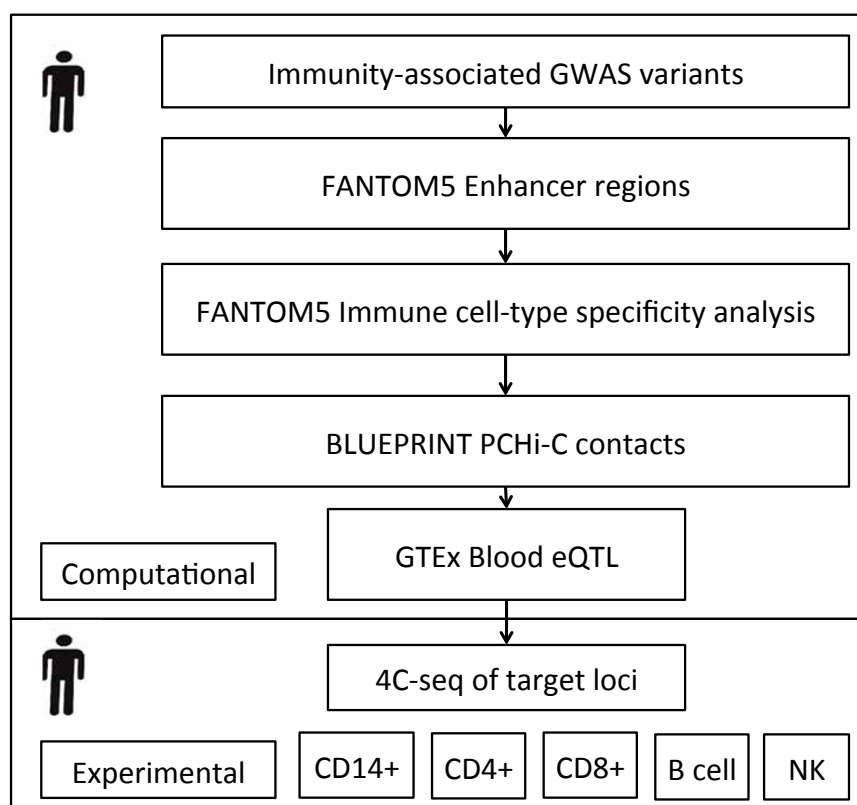 Immunity-associated GWAS variants
FANTOM5 Enhancer regions
FANTOM5 Immune cell-type specificity analysis
BLUEPRINT PCHi-C contacts
GTEx Blood eQTL
Computational
4C-seq of target loci
Experimental
CD14+
CD4+
CD8+
B cell
NK